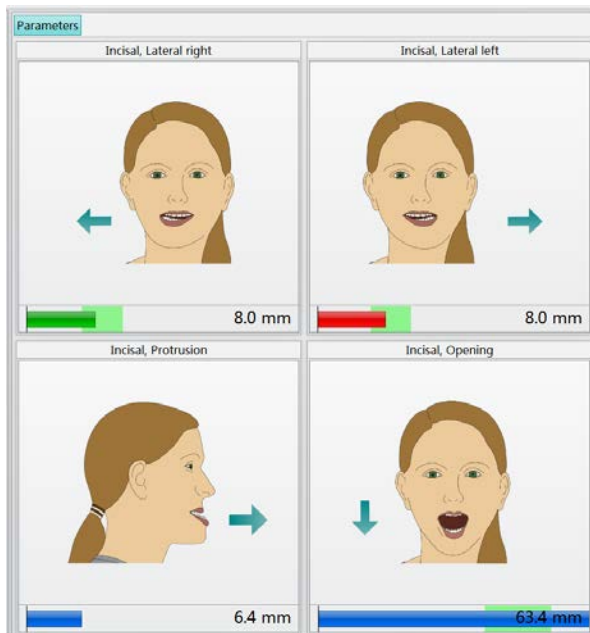 Parameters
Incisal, Lateral right
Incisal, Lateral left
8.0 mm
8.0 mm
Incisal, Protrusion
Incisal, Opening
6.4 mm
63.4 mm